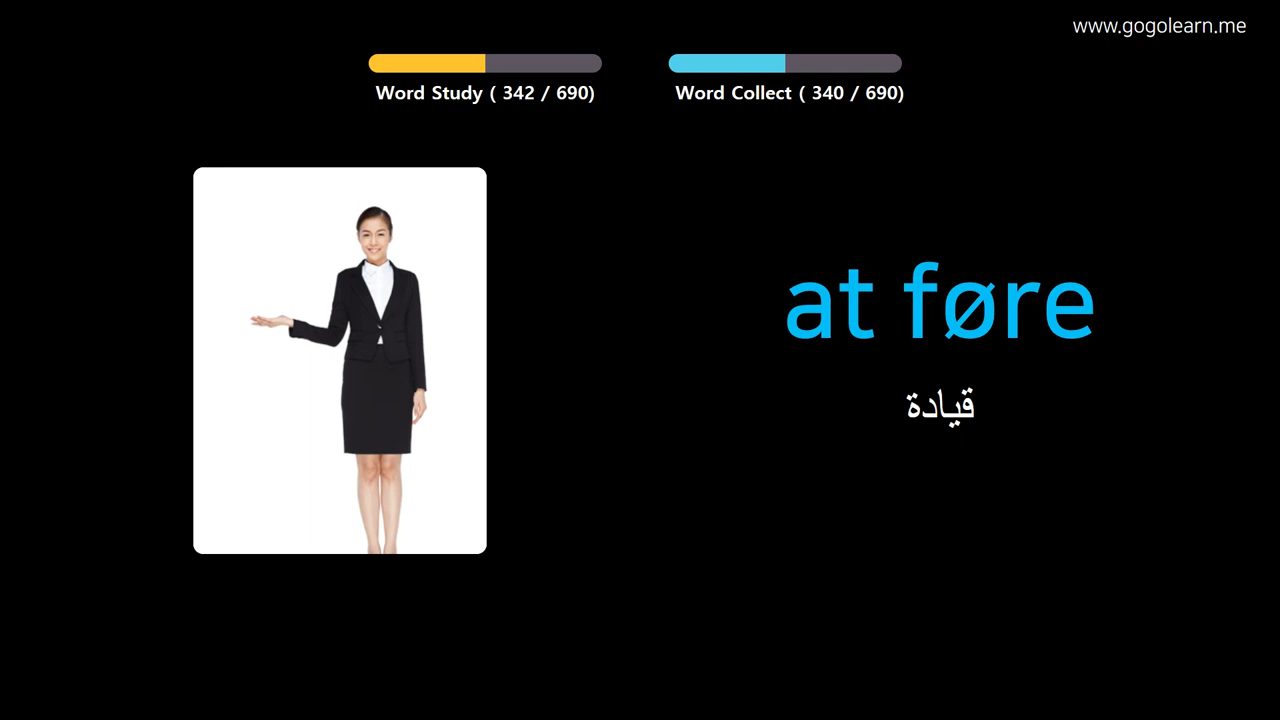 www.gogolearn.me
Word Study ( 342 / 690)
Word Collect ( 340 / 690)
at føre
قيادة